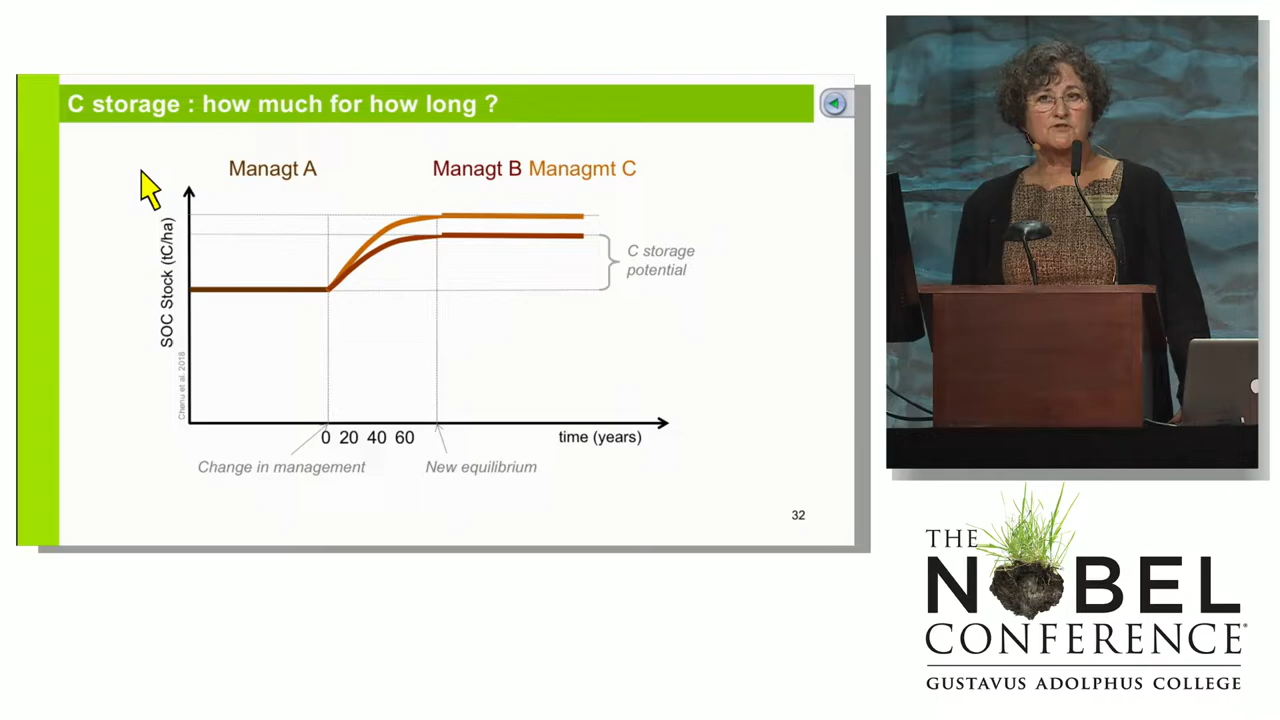 C storage : how much for how long ?
Managt A
Managt B Managmt C
SOC Stock (tC/ha)
C storage
potential
Chenu et al. 2018
0 20 40 60
time (years)
Change in management
New equilibrium
32
THE
NOBEL
CONFERENCE®
GUSTAVUS ADOLPHUS COLLEGE